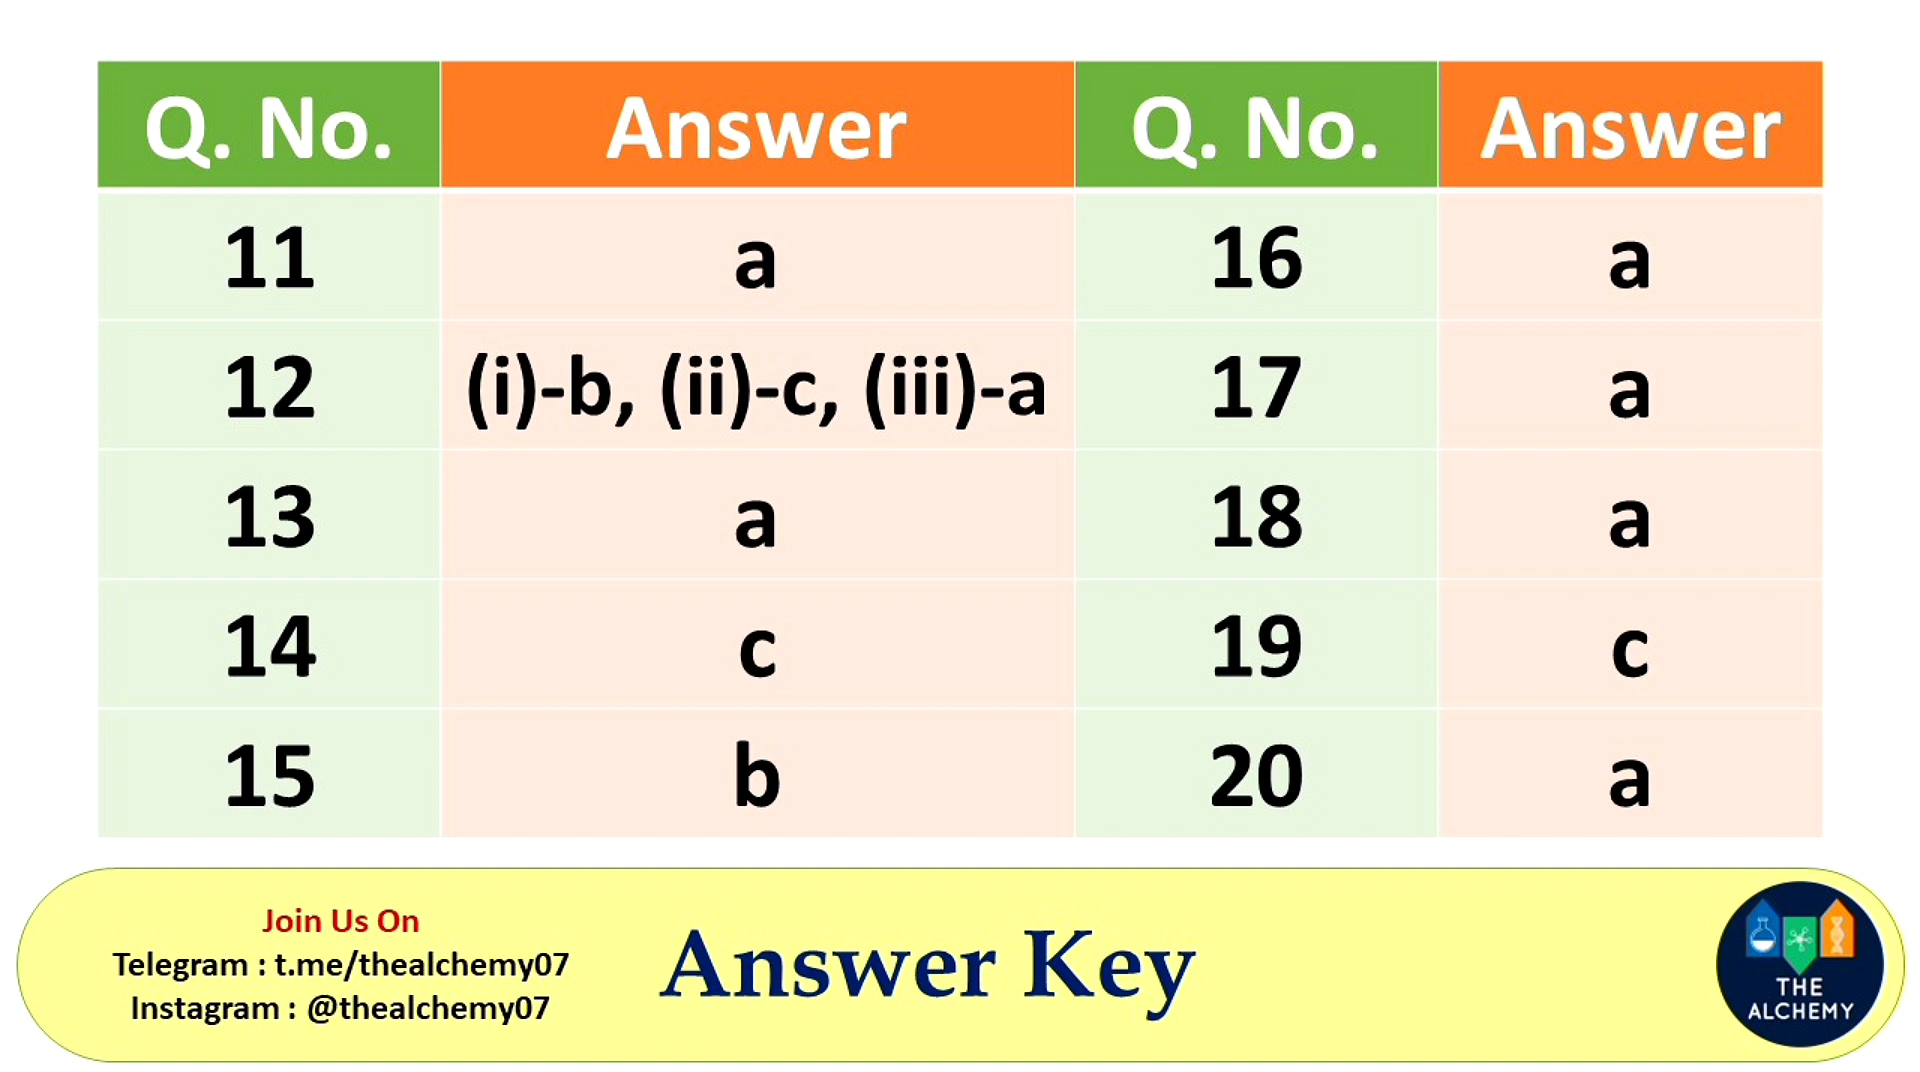 Q. No. Answer Q. No. Answer
11 a 16 a
12 (i)-b, (ii)-c, (iii)-a 17 a
13 a 18 a
14 c 19 c
15 b 20 a
Join Us On
Telegram : t.me/thealchemy07
Instagram : @thealchemy07
Answer Key
THE
ALCHEMY